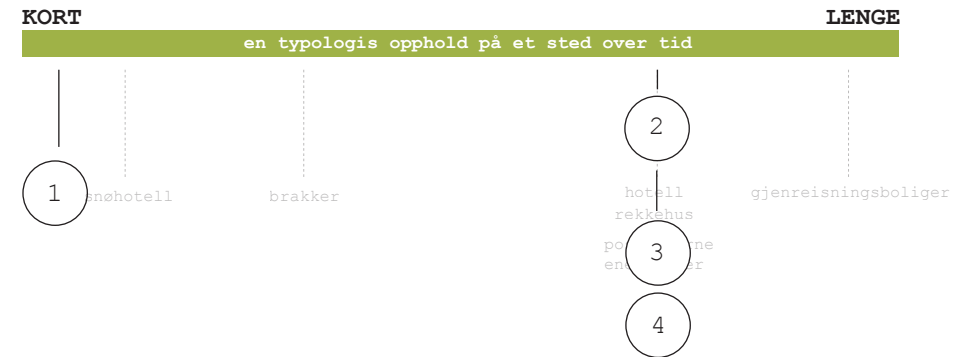 KORT LENGE
en typologis opphold på et sted over tid
2
1 snøhotell brakker hotell gjenreisningsboliger
rekkehus
3
4